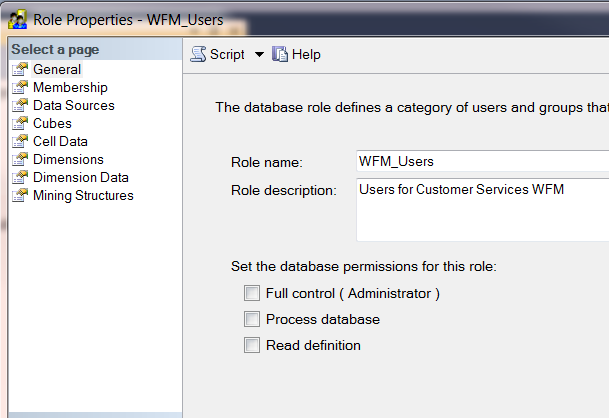 Role Properties - WFM_Users
Select a page
General
Membership
Data Sources
Cubes
Cell Data
Dimensions
Dimension Data
Mining Structures
Script Help
The database role defines a category of users and groups that
Role name: WFM_Users
Role description: Users for Customer Services WFM
Set the database permissions for this role:
Full control ( Administrator )
Process database
Read definition